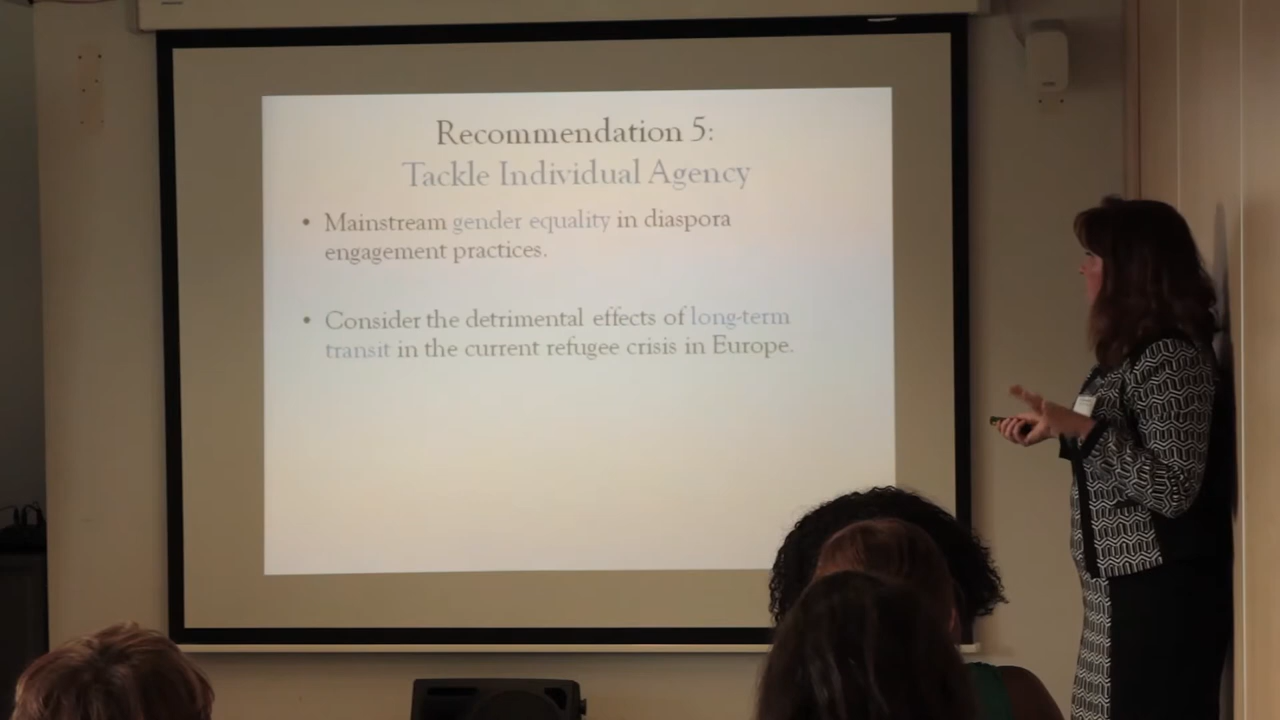 Recommendation 5:
Tackle Individual Agency
• Mainstream gender equality in diaspora
engagement practices.
• Consider the detrimental effects of long-term
transit in the current refugee crisis in Europe.